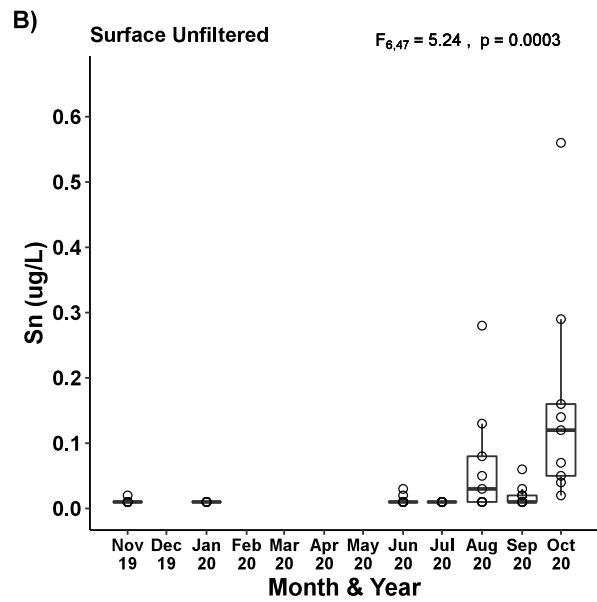 B)
Surface Unfiltered
F6,47 = 5.24 , p = 0.0003
Sn (ug/L)
0.6
0.5
0.4
0.3
0.2
0.1
0.0
Nov Dec Jan Feb Mar Apr May Jun Jul Aug Sep Oct
19 19 20 20 20 20 20 20 20 20 20 20
Month & Year